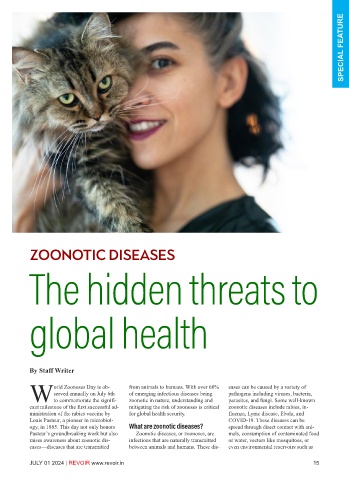 SPECIAL FEATURE
ZOONOTIC DISEASES
The hidden threats to
global health
By Staff Writer
World Zoonoses Day is ob-
served annually on July 6th
to commemorate the signifi-
cant milestone of the first successful ad-
ministration of the rabies vaccine by
Louis Pasteur, a pioneer in microbiol-
ogy, in 1885. This day not only honors
Pasteur's groundbreaking work but also
raises awareness about zoonotic dis-
eases—diseases that are transmitted
from animals to humans. With over 60%
of emerging infectious diseases being
zoonotic in nature, understanding and
mitigating the risk of zoonoses is critical
for global health security.
What are zoonotic diseases?
Zoonotic diseases, or zoonoses, are
infections that are naturally transmitted
between animals and humans. These dis-
eases can be caused by a variety of
pathogens including viruses, bacteria,
parasites, and fungi. Some well-known
zoonotic diseases include rabies, in-
fluenza, Lyme disease, Ebola, and
COVID-19. These diseases can be
spread through direct contact with ani-
mals, consumption of contaminated food
or water, vectors like mosquitoes, or
even environmental reservoirs such as
JULY 01 2024 | REVOIR www.revoir.in
15